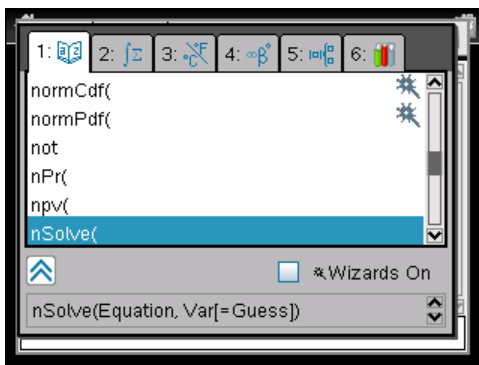 1: 2: ∫Σ 3: °C°F 4: ∞β° 5: 6:
normCdf(
normPdf(
not
nPr(
npv(
nSolve(
Wizards On
nSolve(Equation, Var[=Guess])